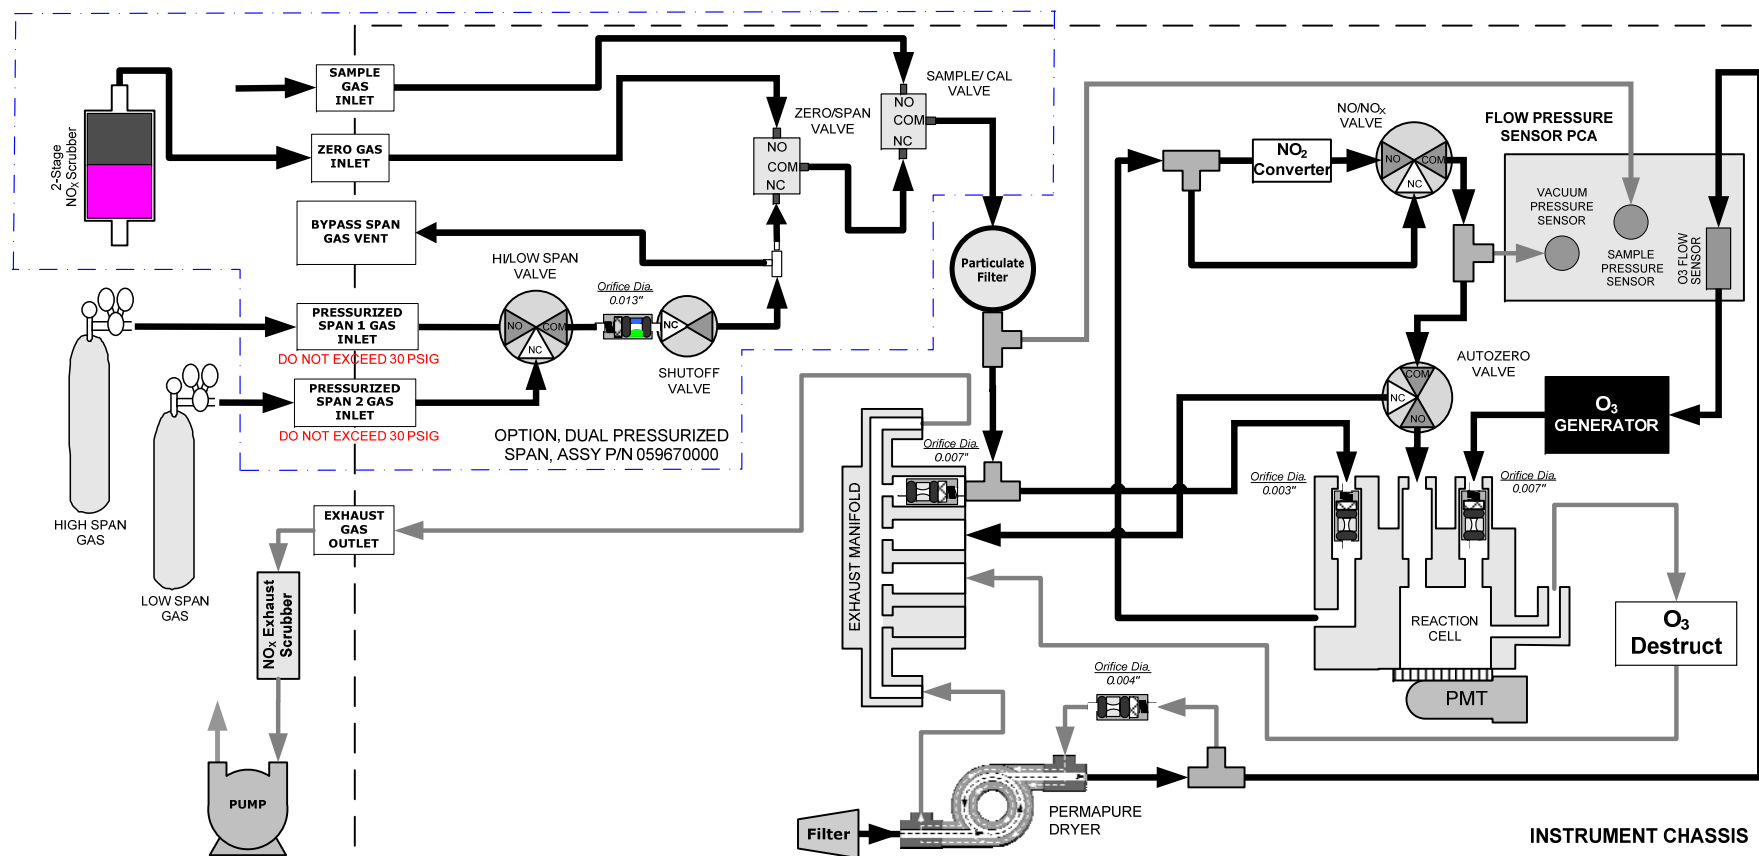 2-Stage
NOX Scrubber
SAMPLE
GAS
INLET
ZERO GAS
INLET
BYPASS SPAN
GAS VENT
PRESSURIZED
SPAN 1 GAS
INLET
DO NOT EXCEED 30 PSIG
PRESSURIZED
SPAN 2 GAS
INLET
DO NOT EXCEED 30 PSIG
HIGH SPAN
GAS
LOW SPAN
GAS
ZERO/SPAN
VALVE
NO
COM
NC
SAMPLE/ CAL
VALVE
NO
COM
NC
HI/LOW SPAN
VALVE
NO
COM
NC
Orifice Dia.
0.013"
NC
SHUTOFF
VALVE
OPTION, DUAL PRESSURIZED
SPAN, ASSY P/N 059670000
EXHAUST
GAS
OUTLET
NOX Exhaust
Scrubber
PUMP
Particulate
Filter
Orifice Dia.
0.007"
EXHAUST MANIFOLD
NO2
Converter
NO/NOX
VALVE
NO
COM
NC
FLOW PRESSURE
SENSOR PCA
VACUUM
PRESSURE
SENSOR
SAMPLE
PRESSURE
SENSOR
O3 FLOW
SENSOR
AUTOZERO
VALVE
COM
NC
NO
O3
GENERATOR
Orifice Dia.
0.003"
Orifice Dia.
0.007"
REACTION
CELL
PMT
O3
Destruct
Orifice Dia.
0.004"
Filter
PERMAPURE
DRYER
INSTRUMENT CHASSIS